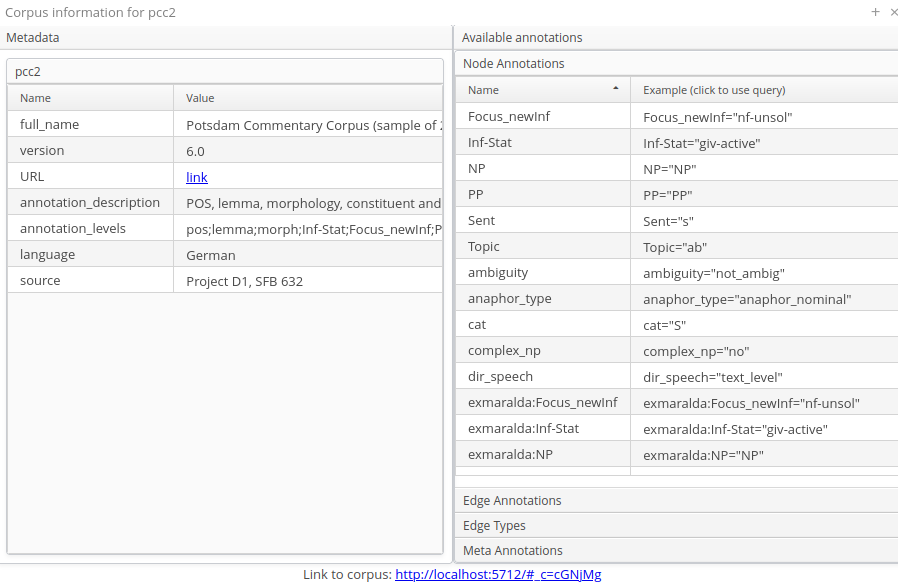 Corpus information for pcc2
+ ×
Metadata
pcc2
Name Value
full_name Potsdam Commentary Corpus (sample of
version 6.0
URL link
annotation_description POS, lemma, morphology, constituent and
annotation_levels pos;lemma;morph;Inf-Stat;Focus_newInf;P
language German
source Project D1, SFB 632
Available annotations
Node Annotations
Name Example (click to use query)
Focus_newInf Focus_newInf="nf-unsol"
Inf-Stat Inf-Stat="giv-active"
NP NP="NP"
PP PP="PP"
Sent Sent="s"
Topic Topic="ab"
ambiguity ambiguity="not_ambig"
anaphor_type anaphor_type="anaphor_nominal"
cat cat="S"
complex_np complex_np="no"
dir_speech dir_speech="text_level"
exmaralda:Focus_newInf exmaralda:Focus_newInf="nf-unsol"
exmaralda:Inf-Stat exmaralda:Inf-Stat="giv-active"
exmaralda:NP exmaralda:NP="NP"
Edge Annotations
Edge Types
Meta Annotations
Link to corpus: http://localhost:5712/#_c=cGNjMg